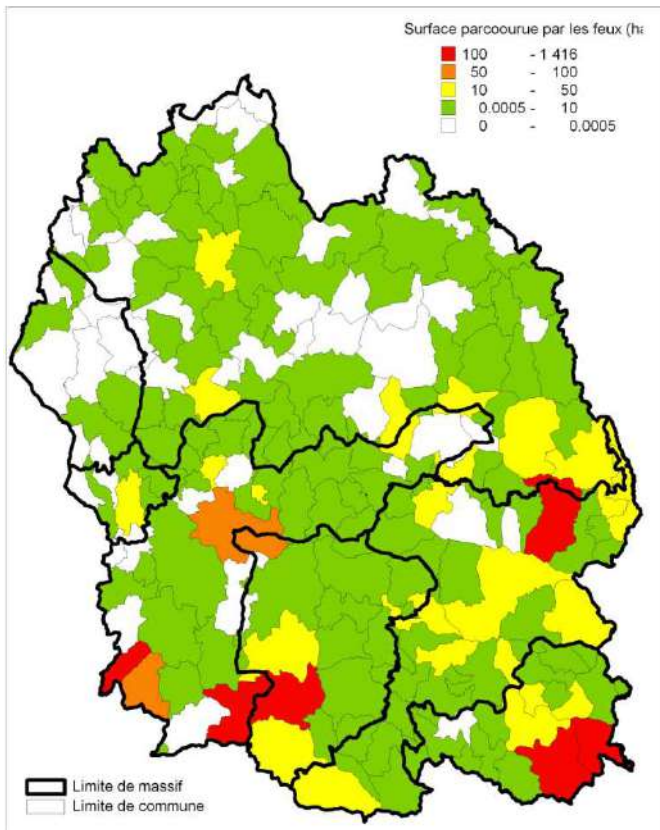 Surface parcoourue par les feux (ha
100 - 1 416
50 - 100
10 - 50
0.0005 - 10
0 - 0.0005
Limite de massif
Limite de commune